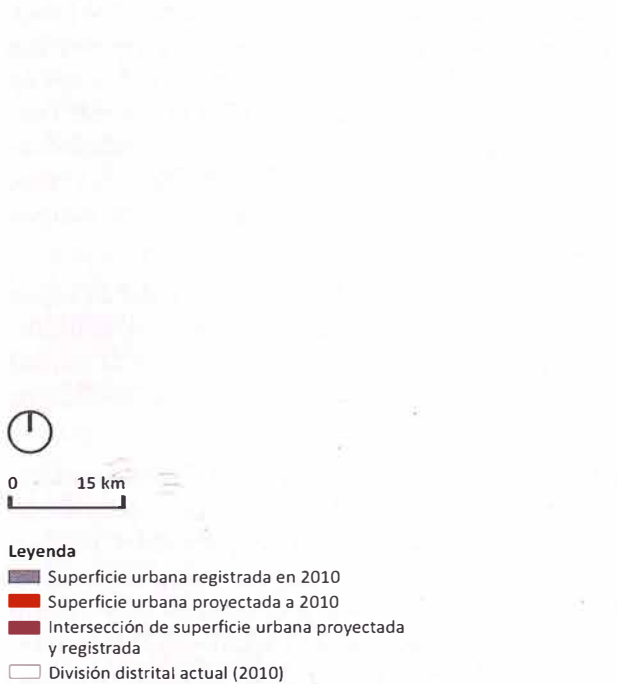 0 15 km
Leyenda
Superficie urbana registrada en 2010
Superficie urbana proyectada a 2010
Intersección de superficie urbana proyectada
y registrada
División distrital actual (2010)